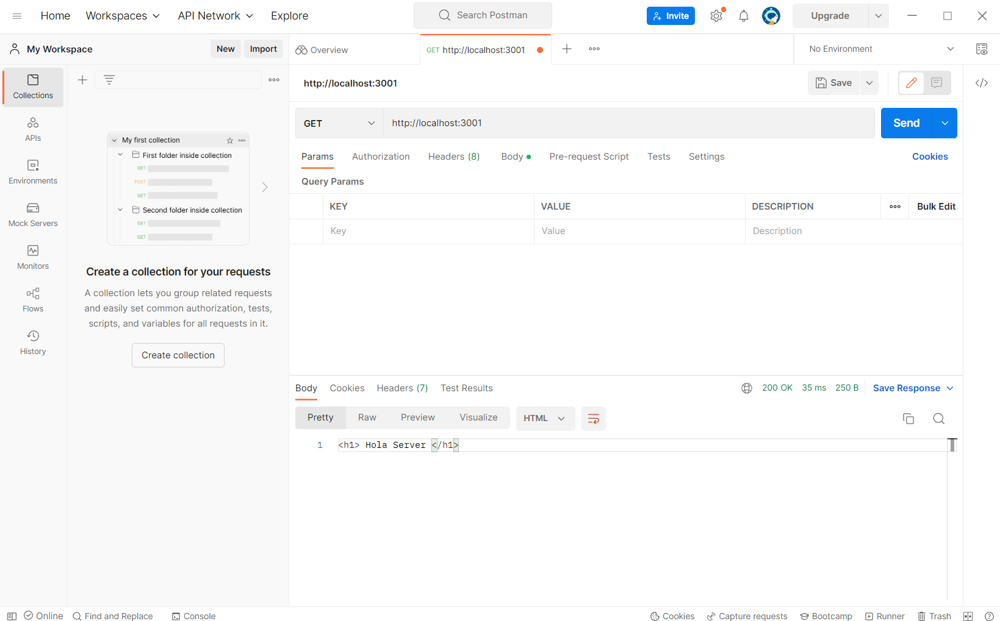 Home Workspaces API Network Explore Search Postman Invite Upgrade
My Workspace New Import Overview GET http://localhost:3001 No Environment
Collections
APIs
Environments
Mock Servers
Monitors
Flows
History
My first collection
First folder inside collection
GET
POST
GET
Second folder inside collection
GET
GET
Create a collection for your requests
A collection lets you group related requests
and easily set common authorization, tests,
scripts, and variables for all requests in it.
Create collection
http://localhost:3001 Save
GET http://localhost:3001 Send
Params Authorization Headers (8) Body Pre-request Script Tests Settings Cookies
Query Params
KEY VALUE DESCRIPTION Bulk Edit
Key Value Description
Body Cookies Headers (7) Test Results 200 OK 35 ms 250 B Save Response
Pretty Raw Preview Visualize HTML
1 <h1> Hola Server </h1>
Online Find and Replace Console Cookies Capture requests Bootcamp Runner Trash